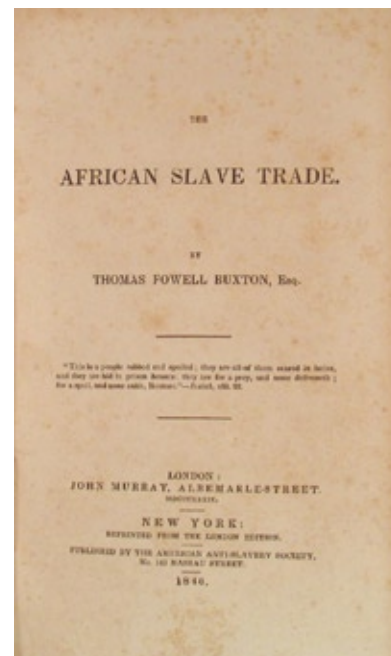 THE
AFRICAN SLAVE TRADE.
BY
THOMAS FOWELL BUXTON, Esq.
"This is a people robbed and spoiled; they are all of them snared in holes,
and they are hid in prison houses: they are for a prey, and none delivereth;
for a spoil, and none saith, Restore."—Isaiah,
LONDON:
JOHN MURRAY, ALBEMARLE-STREET.
MDCCCXXXIX.
NEW YORK:
REPRINTED FROM THE LONDON EDITION.
PUBLISHED BY THE AMERICAN ANTI-SLAVERY SOCIETY,
No. 143 NASSAU STREET.
1840.